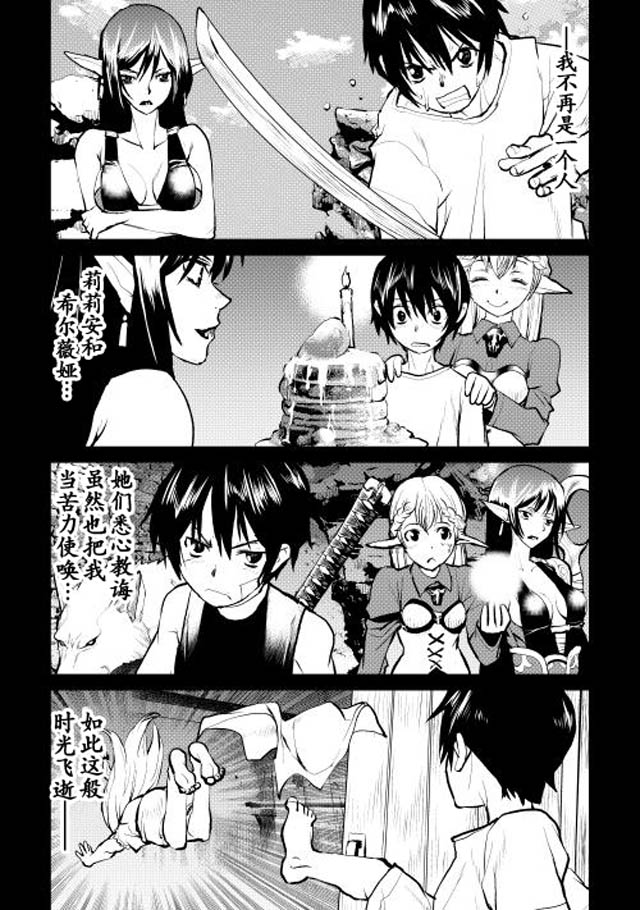 ——我不再是一个人
莉莉安和
希尔薇娅…
她们悉心教诲
虽然也把我
当苦力使唤…
如此这般
时光飞逝——